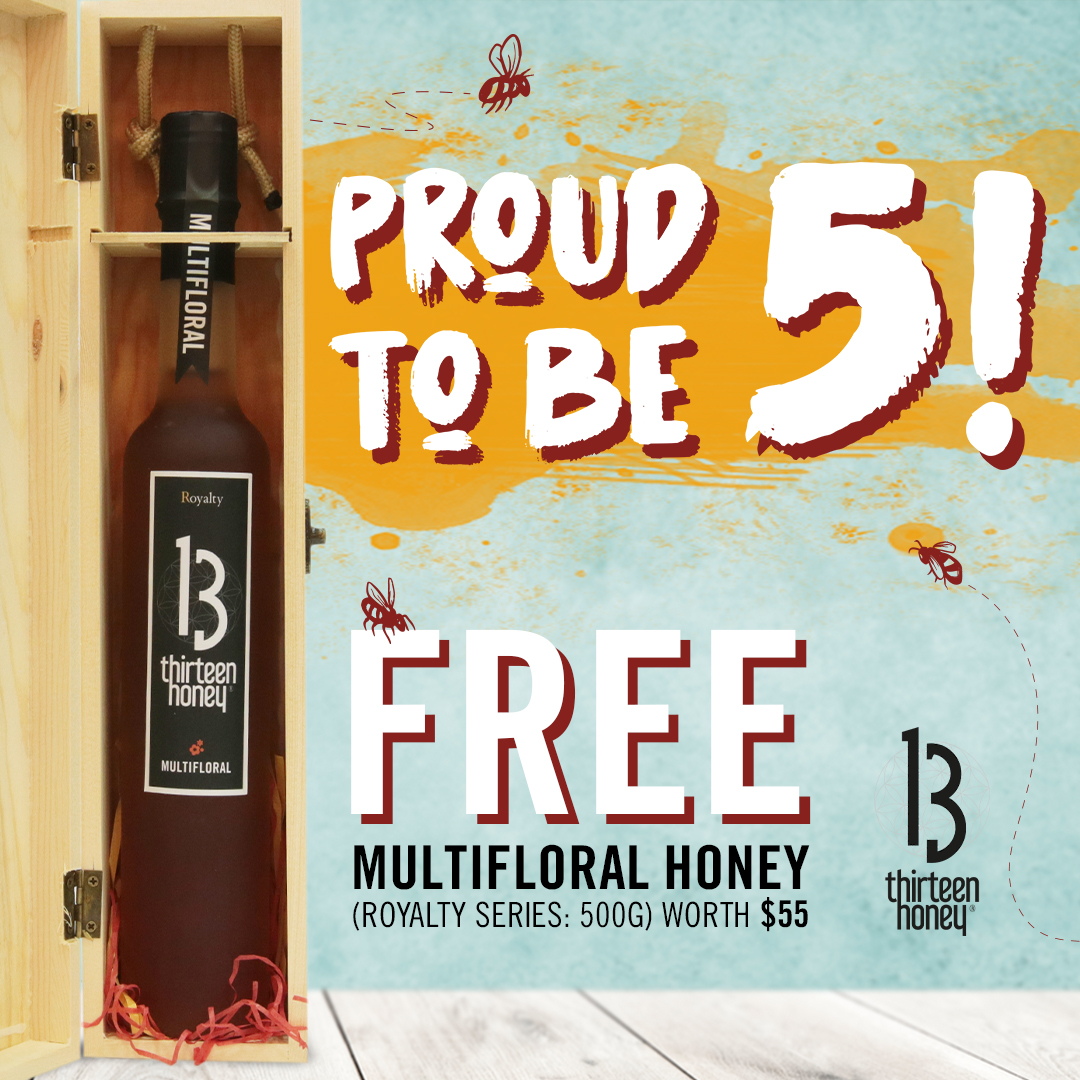 MULTIFLORAL
Royalty
13
thirteen
honey®
MULTIFLORAL
PROUD
TO BE
5!
FREE
MULTIFLORAL HONEY
(ROYALTY SERIES: 500G) WORTH $55
13
thirteen
honey®